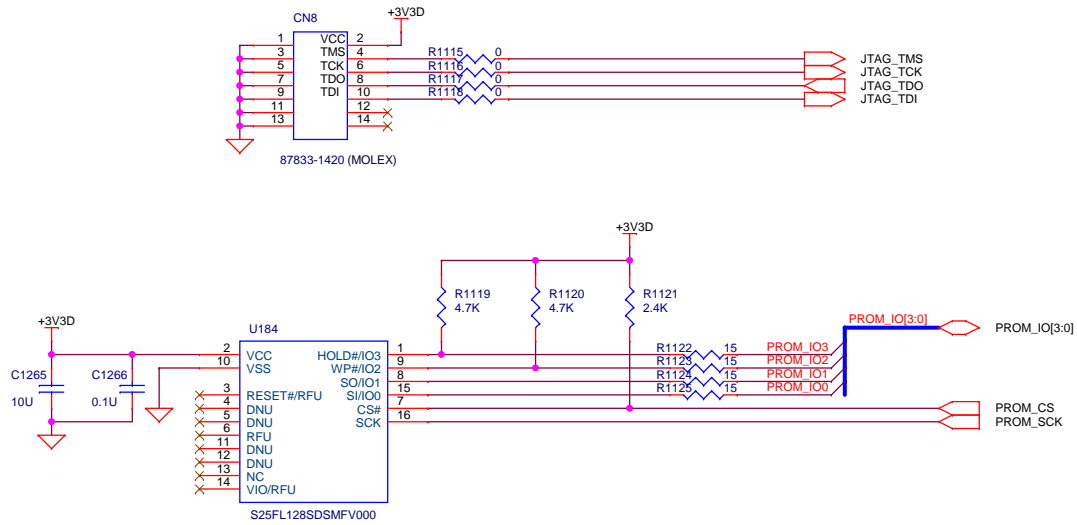 +3V3D
CN8
1 VCC 2
3 TMS 4 R1115 0 JTAG_TMS
5 TCK 6 R1116 0 JTAG_TCK
7 TDO 8 R1117 0 JTAG_TDO
9 TDI 10 R1118 0 JTAG_TDI
11 12
13 14
87833-1420 (MOLEX)
+3V3D
R1119 R1120 R1121
4.7K 4.7K 2.4K
+3V3D
U184
PROM_IO[3:0]
PROM_IO[3:0]
2 VCC HOLD#/IO3 1 R1122 15 PROM_IO3
10 VSS WP#/IO2 9 R1123 15 PROM_IO2
C1265 C1266 SO/IO1 8 R1124 15 PROM_IO1
3 RESET#/RFU SI/IO0 15 R1125 15 PROM_IO0
10U 0.1U
4 DNU CS# 7 PROM_CS
5 DNU SCK 16 PROM_SCK
6 RFU
11 DNU
12 DNU
13 NC
14 VIO/RFU
S25FL128SDSMFV000